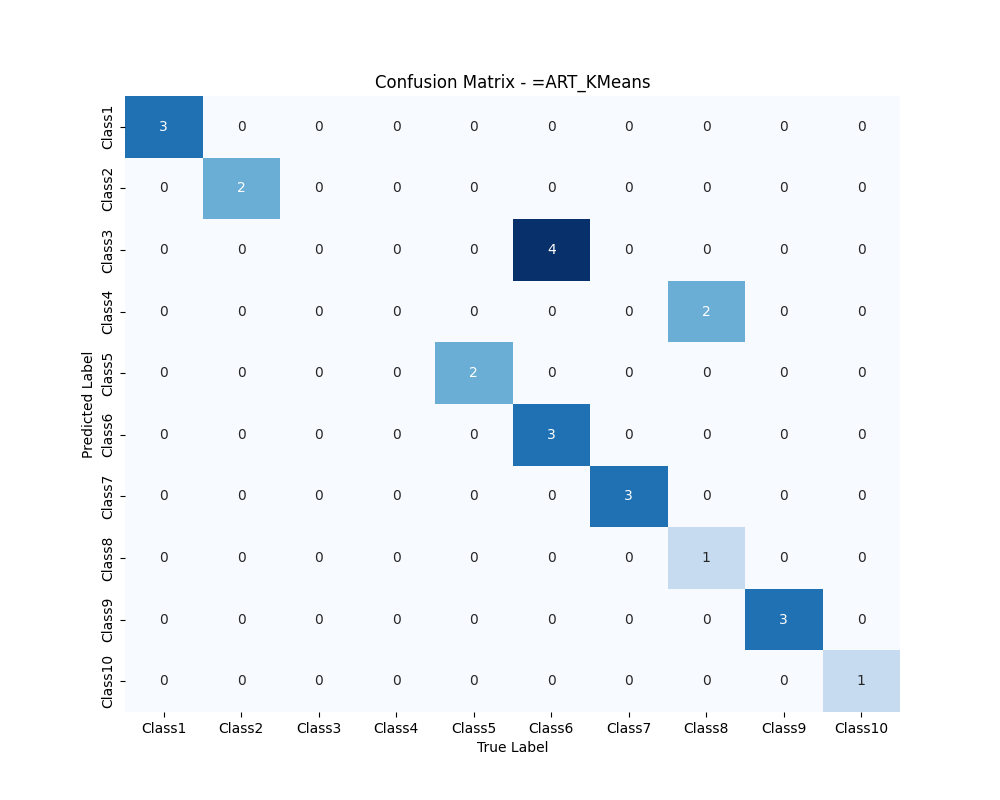 Confusion Matrix - =ART_KMeans
Predicted Label
Class1 3 0 0 0 0 0 0 0 0 0
Class2 0 2 0 0 0 0 0 0 0 0
Class3 0 0 0 0 0 4 0 0 0 0
Class4 0 0 0 0 0 0 0 2 0 0
Class5 0 0 0 0 2 0 0 0 0 0
Class6 0 0 0 0 0 3 0 0 0 0
Class7 0 0 0 0 0 0 3 0 0 0
Class8 0 0 0 0 0 0 0 1 0 0
Class9 0 0 0 0 0 0 0 0 3 0
Class10 0 0 0 0 0 0 0 0 0 1
Class1 Class2 Class3 Class4 Class5 Class6 Class7 Class8 Class9 Class10
True Label